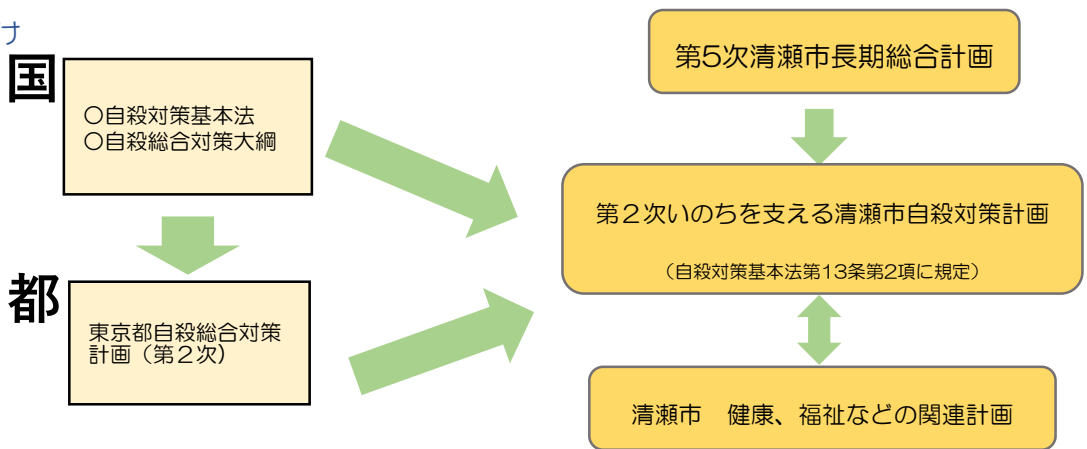 け
国
〇自殺対策基本法
〇自殺総合対策大綱
都
東京都自殺総合対策
計画（第２次）
第5次清瀬市長期総合計画
第２次いのちを支える清瀬市自殺対策計画
（自殺対策基本法第13条第2項に規定）
清瀬市　健康、福祉などの関連計画